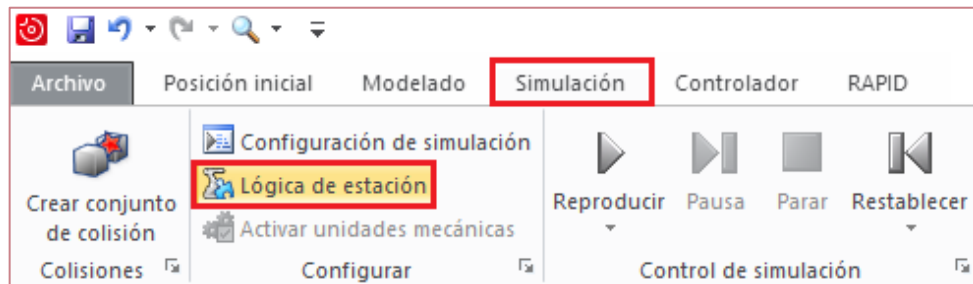 Archivo Posición inicial Modelado Simulación Controlador RAPID
Crear conjunto
de colisión
Colisiones
Configuración de simulación
Lógica de estación
Activar unidades mecánicas
Configurar
Reproducir Pausa Parar Restablecer
Control de simulación